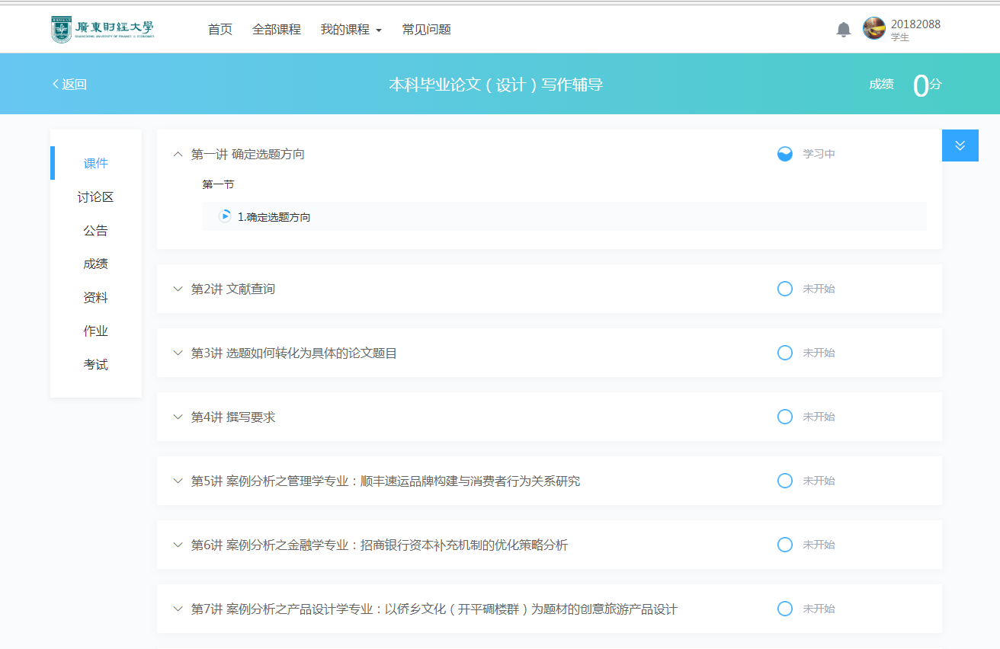 廣東財經大學
GUANGDONG UNIVERSITY OF FINANCE & ECONOMICS
首页 全部课程 我的课程 常见问题
20182088
学生
返回
本科毕业论文（设计）写作辅导
成绩 0分
课件
讨论区
公告
成绩
资料
作业
考试
第一讲 确定选题方向 学习中
第一节
1.确定选题方向
第2讲 文献查询 未开始
第3讲 选题如何转化为具体的论文题目 未开始
第4讲 撰写要求 未开始
第5讲 案例分析之管理学专业：顺丰速运品牌构建与消费者行为关系研究 未开始
第6讲 案例分析之金融学专业：招商银行资本补充机制的优化策略分析 未开始
第7讲 案例分析之产品设计学专业：以侨乡文化（开平碉楼群）为题材的创意旅游产品设计 未开始